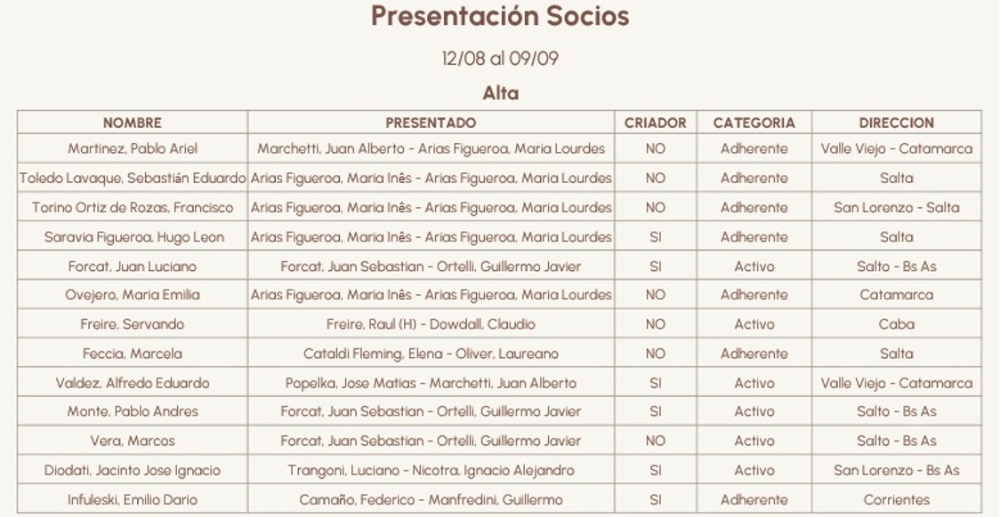 Presentación Socios
12/08 al 09/09
Alta
NOMBRE PRESENTADO CRIADOR CATEGORIA DIRECCION
Martinez, Pablo Ariel Marchetti, Juan Alberto - Arias Figueroa, Maria Lourdes NO Adherente Valle Viejo - Catamarca
Toledo Lavaque, Sebastián Eduardo Arias Figueroa, Maria Inês - Arias Figueroa, Maria Lourdes NO Adherente Salta
Torino Ortiz de Rozas, Francisco Arias Figueroa, Maria Inês - Arias Figueroa, Maria Lourdes NO Adherente San Lorenzo - Salta
Saravia Figueroa, Hugo Leon Arias Figueroa, Maria Inês - Arias Figueroa, Maria Lourdes SI Adherente Salta
Forcat, Juan Luciano Forcat, Juan Sebastian - Ortelli, Guillermo Javier SI Activo Salto - Bs As
Ovejero, Maria Emilia Arias Figueroa, Maria Inês - Arias Figueroa, Maria Lourdes NO Adherente Catamarca
Freire, Servando Freire, Raul (H) - Dowdall, Claudio NO Activo Caba
Feccia, Marcela Cataldi Fleming, Elena - Oliver, Laureano NO Adherente Salta
Valdez, Alfredo Eduardo Popelka, Jose Matias - Marchetti, Juan Alberto SI Activo Valle Viejo - Catamarca
Monte, Pablo Andres Forcat, Juan Sebastian - Ortelli, Guillermo Javier SI Activo Salto - Bs As
Vera, Marcos Forcat, Juan Sebastian - Ortelli, Guillermo Javier NO Activo Salto - Bs As
Diodati, Jacinto Jose Ignacio Trangoni, Luciano - Nicotra, Ignacio Alejandro SI Activo San Lorenzo - Bs As
Infuleski, Emilio Dario Camaño, Federico - Manfredini, Guillermo SI Adherente Corrientes